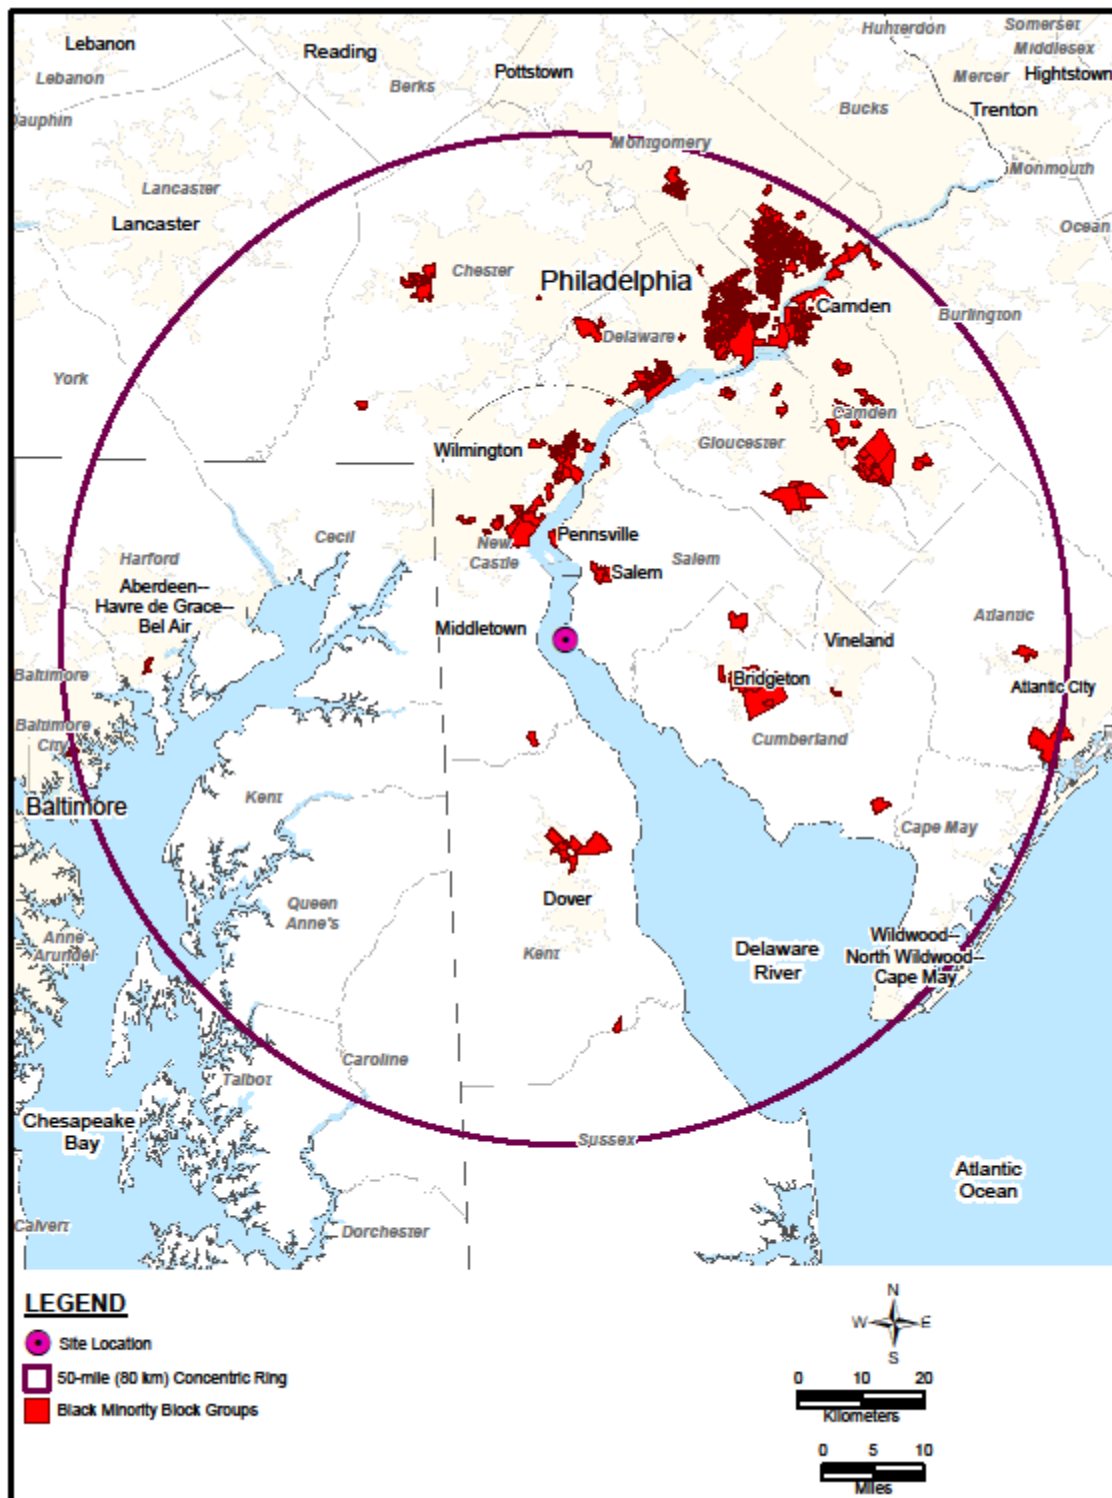 Hunterdon
Somerset
Lebanon
Reading
Middlesex
Lebanon
Berks
Pottstown
Mercer
Hightstown
Bucks
Trenton
Dauphin
Montgomery
Monmouth
Lancaster
Lancaster
Ocean
Chester
Philadelphia
Camden
Burlington
Delaware
York
Camden
Gloucester
Wilmington
Pennsville
Cecil
New
Castle
Harford
Salem
Salem
Aberdeen--
Havre de Grace--
Bel Air
Middletown
Vineland
Atlantic
Baltimore
Bridgeton
Atlantic City
Baltimore
City
Cumberland
Kent
Baltimore
Cape May
Dover
Queen
Anne's
Anne
Arundel
Kent
Delaware
River
Wildwood--
North Wildwood--
Cape May
Caroline
Talbot
Chesapeake
Bay
Sussex
Atlantic
Ocean
Calvert
Dorchester
LEGEND
Site Location
50-mile (80 km) Concentric Ring
Black Minority Block Groups
N
W E
S
0 10 20
Kilometers
0 5 10
Miles